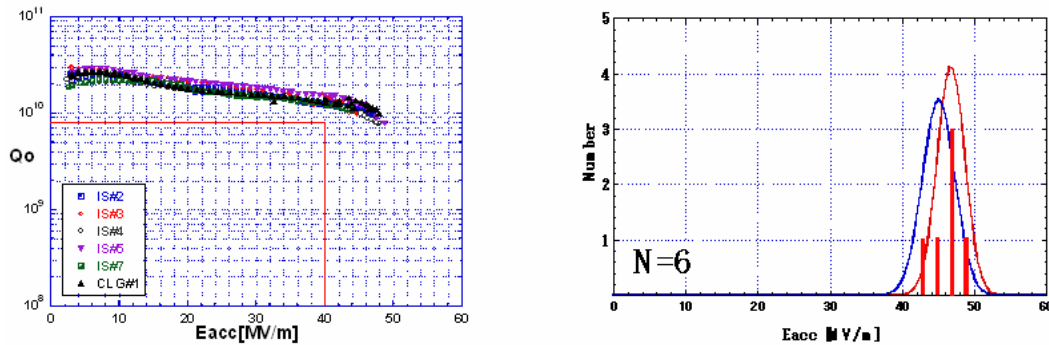 10^11
10^10
10^9
10^8
Qo
IS#2
IS#3
IS#4
IS#5
IS#7
CLG#1
0 10 20 30 40 50 60
Eacc[MV/m]
5
4
3
2
1
Number
N=6
0 10 20 30 40 50 60
Eacc [MV/m]